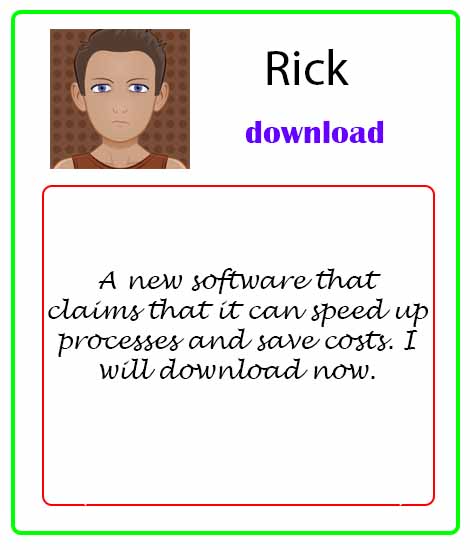 Rick
download
A new software that
claims that it can speed up
processes and save costs. I
will download now.